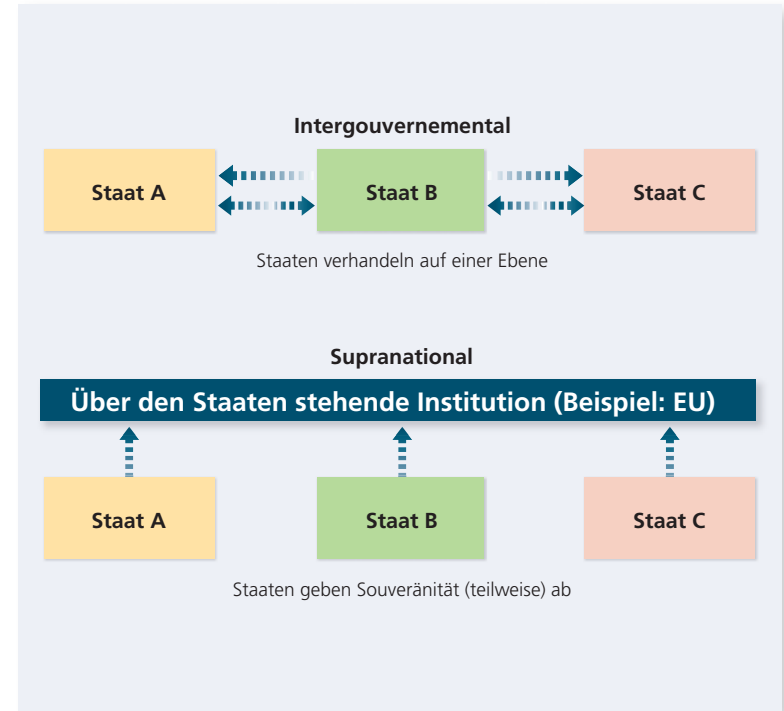 Intergouvernemental
Staat A
Staat B
Staat C
Staaten verhandeln auf einer Ebene
Supranational
Über den Staaten stehende Institution (Beispiel: EU)
Staat A
Staat B
Staat C
Staaten geben Souveränität (teilweise) ab